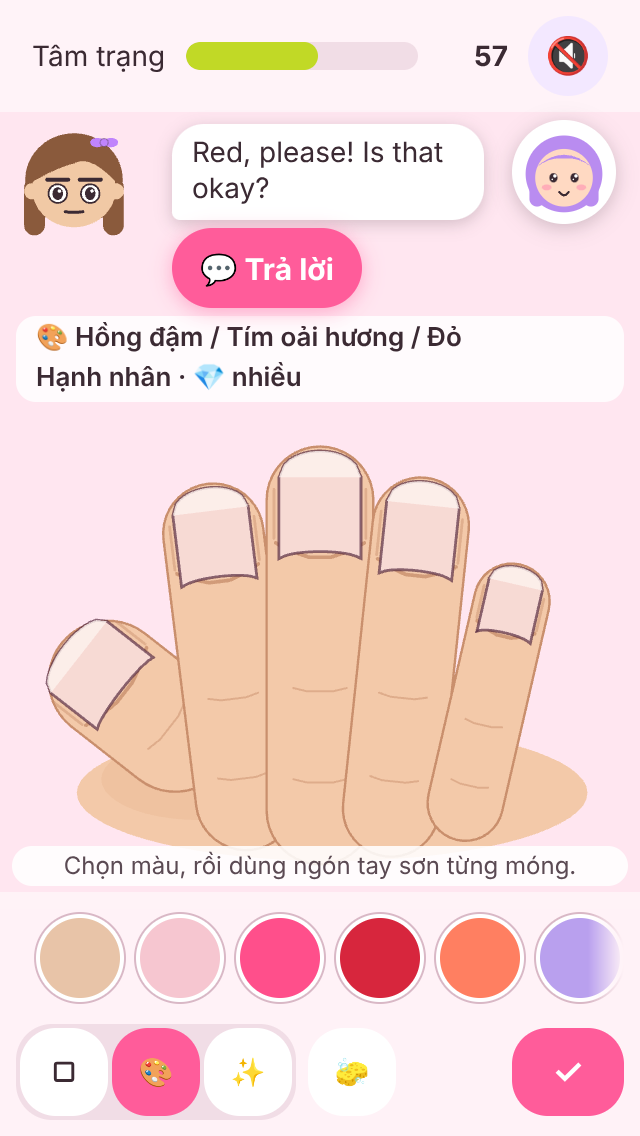 Tâm trạng
57
Red, please! Is that
okay?
Trả lời
Hồng đậm / Tím oải hương / Đỏ
Hạnh nhân · nhiều
Chọn màu, rồi dùng ngón tay sơn từng móng.